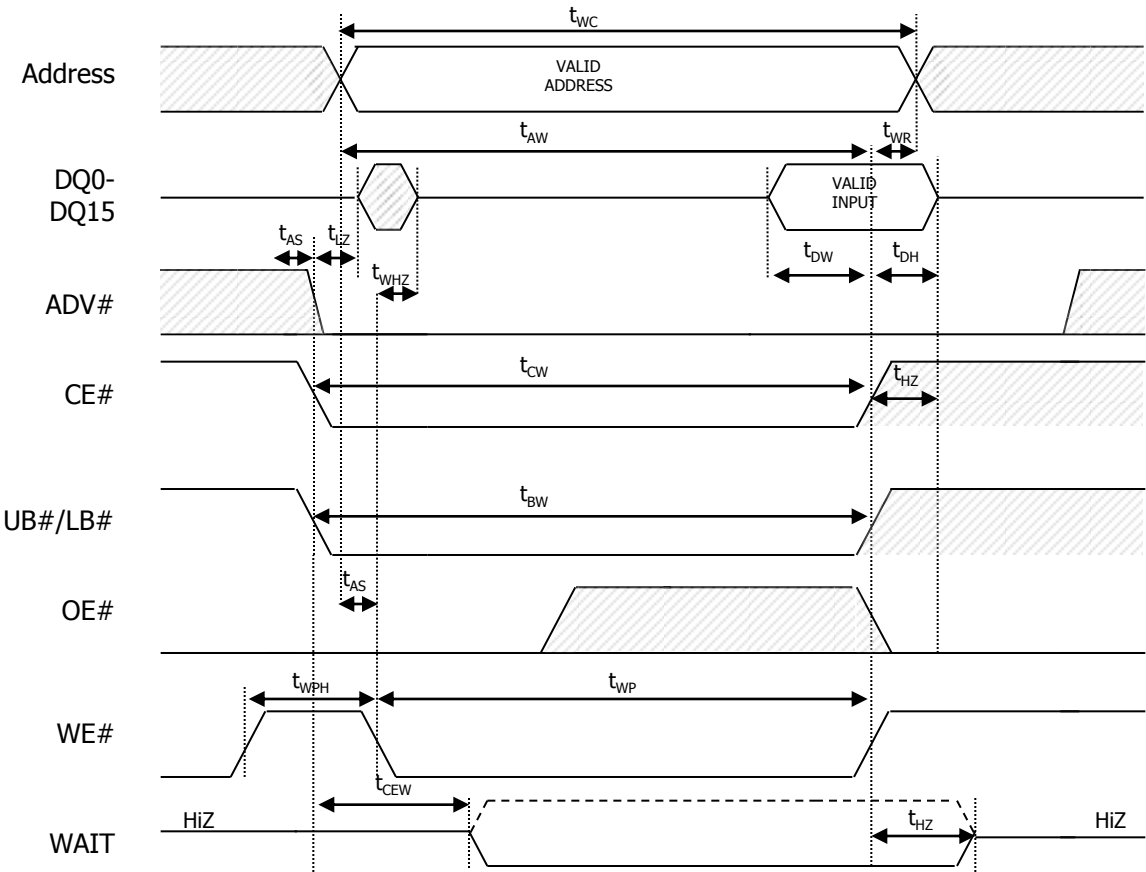 tWC
Address
VALID
ADDRESS
tAW
tWR
DQ0-
DQ15
VALID
INPUT
tAS
tLZ
tWHZ
tDW
tDH
ADV#
tCW
tHZ
CE#
tBW
UB#/LB#
tAS
OE#
tWPH
tWP
WE#
tCEW
HiZ
tHZ
HiZ
WAIT